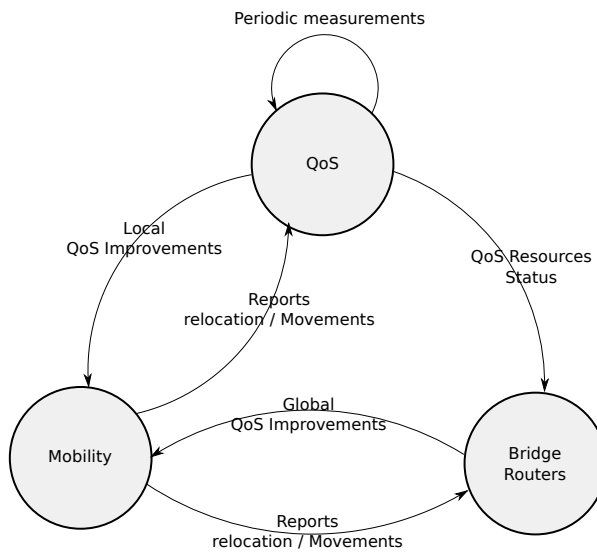 Periodic measurements
QoS
Local
QoS Improvements
QoS Resources
Status
Reports
relocation / Movements
Global
QoS Improvements
Mobility
Bridge
Routers
Reports
relocation / Movements